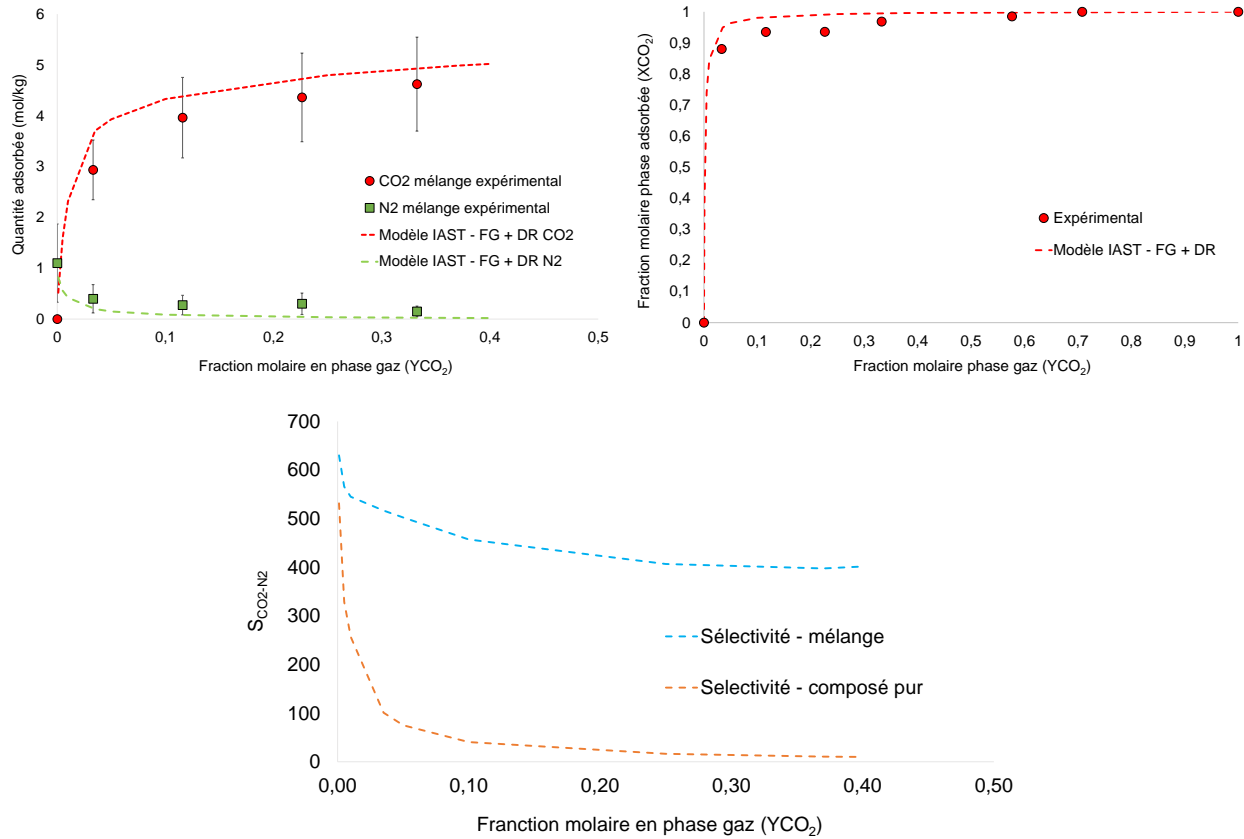 6
5
4
3
2
1
0
Quantité adsorbée (mol/kg)
CO2 mélange expérimental
N2 mélange expérimental
Modèle IAST - FG + DR CO2
Modèle IAST - FG + DR N2
0 0,1 0,2 0,3 0,4 0,5
Fraction molaire en phase gaz (YCO2)
1
0,9
0,8
0,7
0,6
0,5
0,4
0,3
0,2
0,1
0
Fraction molaire phase adsorbée (XCO2)
Expérimental
Modèle IAST - FG + DR
0 0,1 0,2 0,3 0,4 0,5 0,6 0,7 0,8 0,9 1
Fraction molaire phase gaz (YCO2)
700
600
500
400
300
200
100
0
SCO2-N2
Sélectivité - mélange
Selectivité - composé pur
0,00 0,10 0,20 0,30 0,40 0,50
Franction molaire en phase gaz (YCO2)